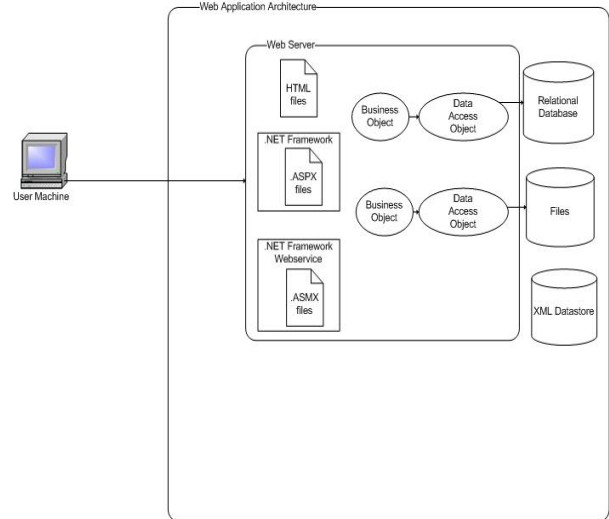 Web Application Architecture
Web Server
HTML
files
Business
Object
Data
Access
Object
Relational
Database
.NET Framework
.ASPX
files
User Machine
Business
Object
Data
Access
Object
Files
.NET Framework
Webservice
.ASMX
files
XML Datastore